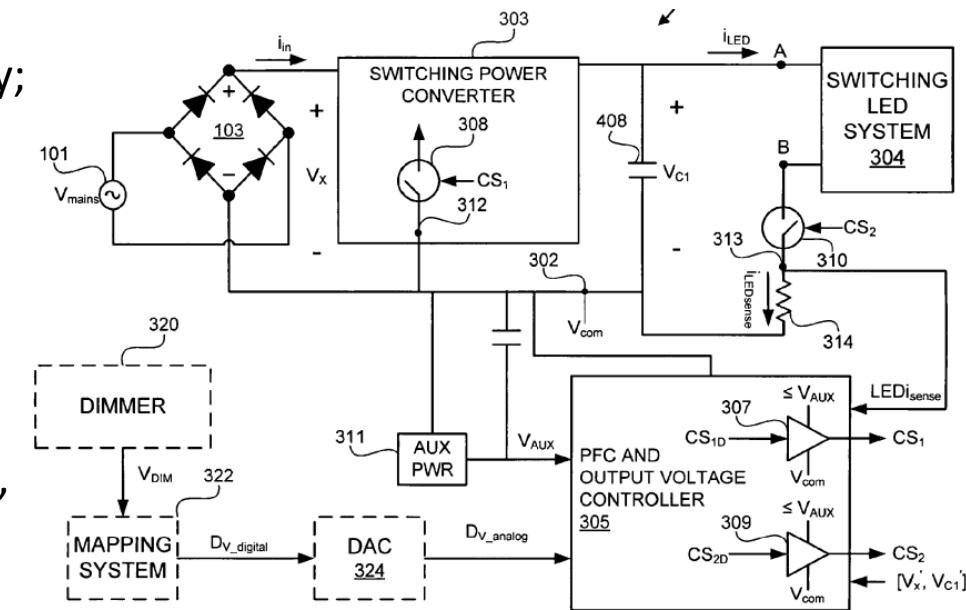 y;
,
303
i_in
SWITCHING POWER
CONVERTER
308
CS₁
312
103
+
−
101
V_mains
+
V_X
-
i_LED
A
SWITCHING
LED
SYSTEM
304
B
+
408
V_C1
-
CS₂
310
313
i_LEDsense
314
302
V_com
320
DIMMER
V_DIM
322
MAPPING
SYSTEM
D_V_digital
DAC
324
D_V_analog
311
AUX
PWR
V_AUX
PFC AND
OUTPUT VOLTAGE
CONTROLLER
305
LEDi_sense
307
≤ V_AUX
CS_1D
CS₁
V_com
309
≤ V_AUX
CS_2D
CS₂
V_com
[V_x', V_C1']